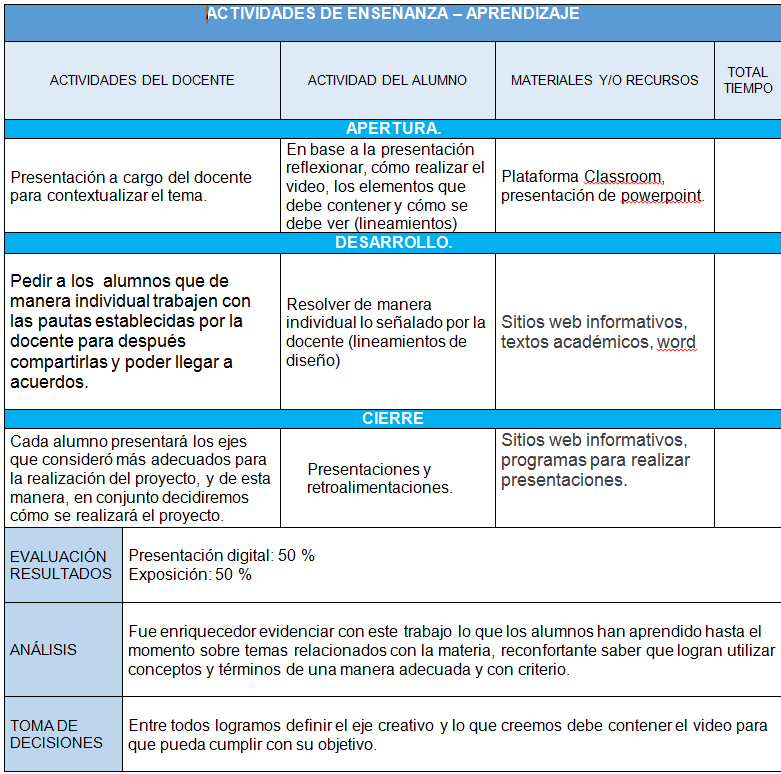 ACTIVIDADES DE ENSEÑANZA – APRENDIZAJE
ACTIVIDADES DEL DOCENTE
ACTIVIDAD DEL ALUMNO
MATERIALES Y/O RECURSOS
TOTAL
TIEMPO
APERTURA.
Presentación a cargo del docente
para contextualizar el tema.
En base a la presentación
reflexionar, cómo realizar el
video, los elementos que
debe contener y cómo se
debe ver (lineamientos)
Plataforma Classroom,
presentación de powerpoint.
DESARROLLO.
Pedir a los alumnos que de
manera individual trabajen con
las pautas establecidas por la
docente para después
compartirlas y poder llegar a
acuerdos.
Resolver de manera
individual lo señalado por la
docente (lineamientos de
diseño)
Sitios web informativos,
textos académicos, word
CIERRE
Cada alumno presentará los ejes
que consideró más adecuados para
la realización del proyecto, y de esta
manera, en conjunto decidiremos
cómo se realizará el proyecto.
Presentaciones y
retroalimentaciones.
Sitios web informativos,
programas para realizar
presentaciones.
EVALUACIÓN
RESULTADOS
Presentación digital: 50 %
Exposición: 50 %
ANÁLISIS
Fue enriquecedor evidenciar con este trabajo lo que los alumnos han aprendido hasta el
momento sobre temas relacionados con la materia, reconfortante saber que logran utilizar
conceptos y términos de una manera adecuada y con criterio.
TOMA DE
DECISIONES
Entre todos logramos definir el eje creativo y lo que creemos debe contener el video para
que pueda cumplir con su objetivo.